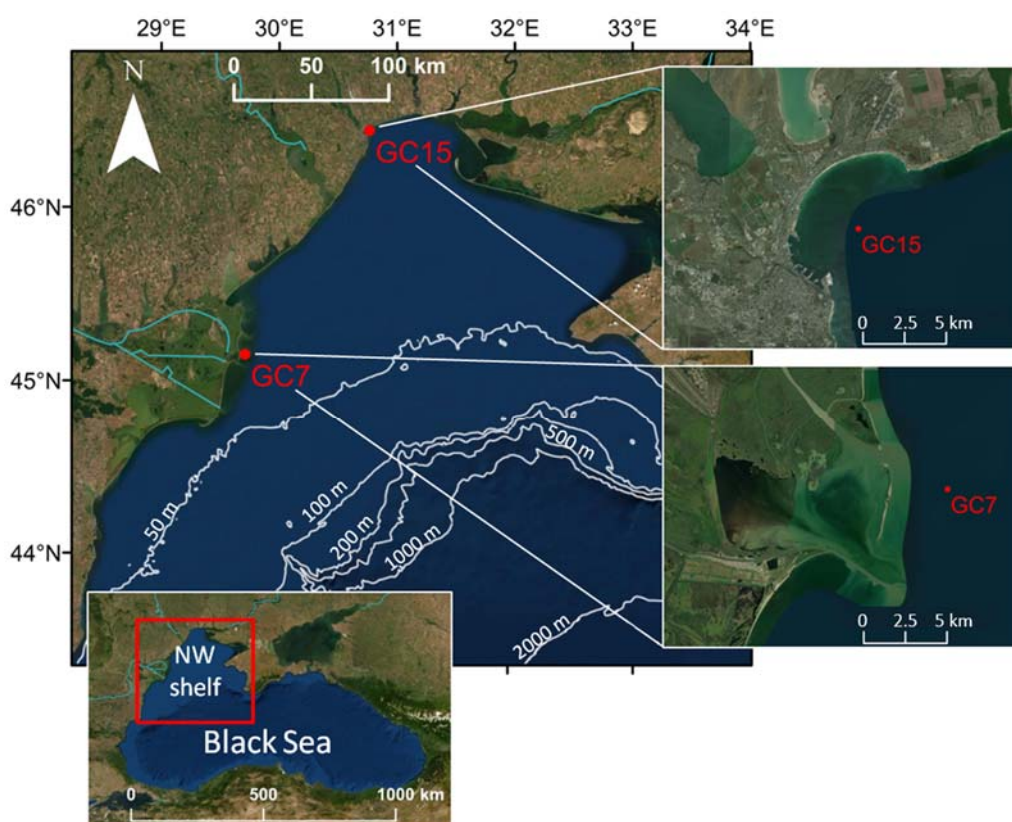 29°E 30°E 31°E 32°E 33°E 34°E
N
0 50 100 km
GC15
46°N
GC15
0 2.5 5 km
45°N
GC7
50 m
100 m
200 m
500 m
1000 m
2000 m
44°N
GC7
0 2.5 5 km
NW
shelf
Black Sea
0 500 1000 km